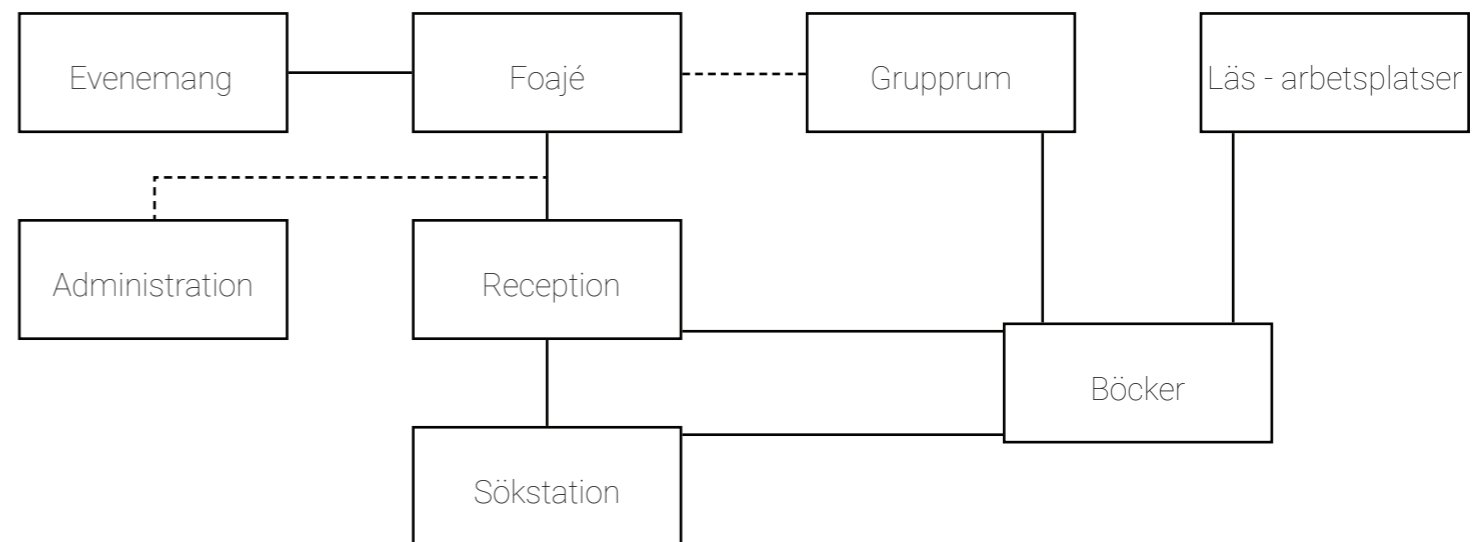 Evenemang
Foajé
Grupprum
Läs - arbetsplatser
Administration
Reception
Böcker
Sökstation